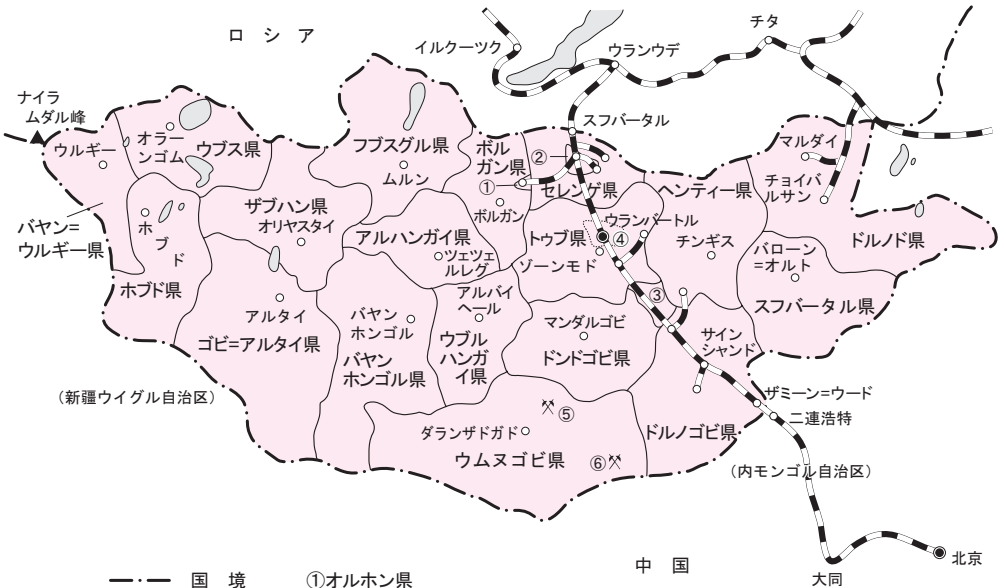 ロシア
チタ
イルクーツク
ウランウデ
ナイラ
ムダル峰
スフバータル
オラー
ンゴム
ウブス県
ウルギー
フブスグル県
ムルン
ボル
ガン県
②
①
セレンゲ県
ヘンティー県
マルダイ
チョイバ
ルサン
ザブハン県
オリヤスタイ
ボルガン
バヤン=
ウルギー県
ホブド
アルハンガイ県
トゥブ県
ウランバートル
④
チンギス
ドルノド県
ツェツェ
ルレグ
ゾーンモド
バローン
=オルト
ホブド県
アルバイ
ヘール
③
スフバータル県
アルタイ
バヤン
ホンゴル
マンダルゴビ
サイン
シャンド
ゴビ=アルタイ県
ウブル
ハンガ
イ県
ドンドゴビ県
バヤン
ホンゴル県
(新疆ウイグル自治区)
ザミーン=ウード
二連浩特
⑤
ダランザドガド
ドルノゴビ県
ウムヌゴビ県
⑥
(内モンゴル自治区)
北京
中国
大同
国境
①オルホン県